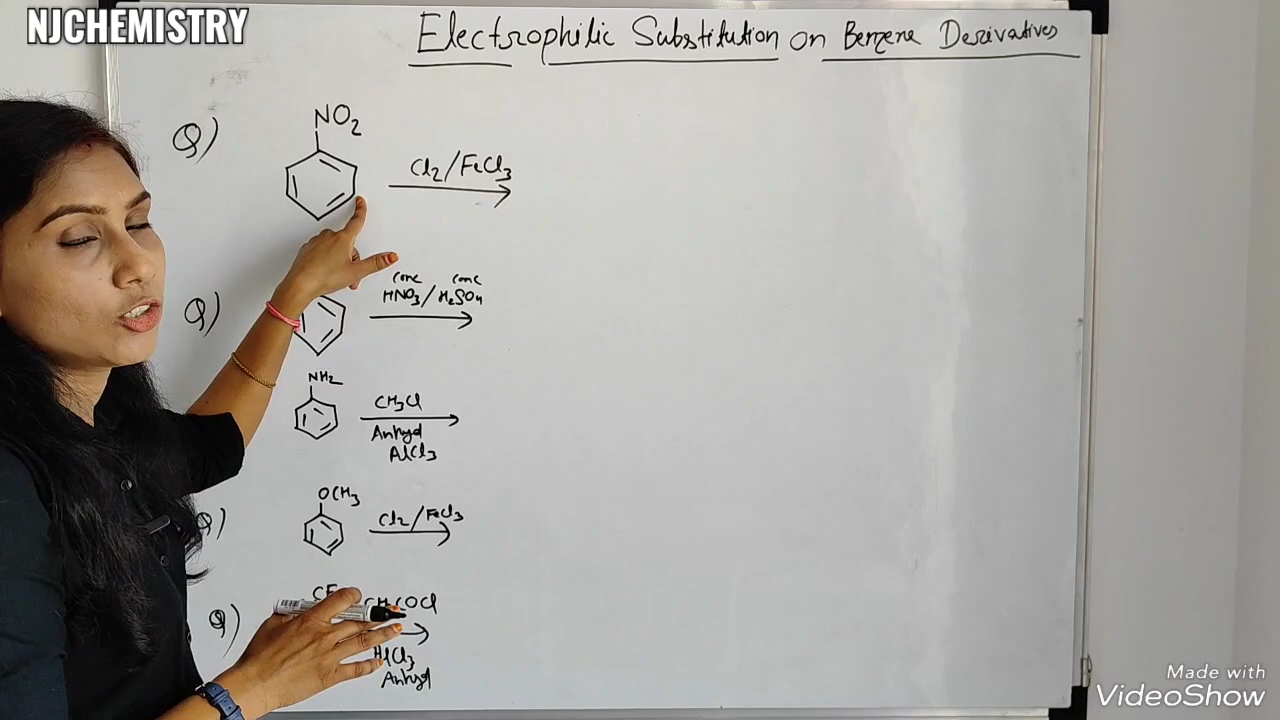 NJCHEMISTRY
Electrophilic Substitution on Benzene Derivatives
Q)
NO2
Cl2/FeCl3
Q)
conc conc
HNO3/H2SO4
NH2
CH3Cl
Anhyd
AlCl3
Q)
OCH3
Cl2/FeCl3
Q)
COCl
AlCl3
Anhyd
Made with
VideoShow